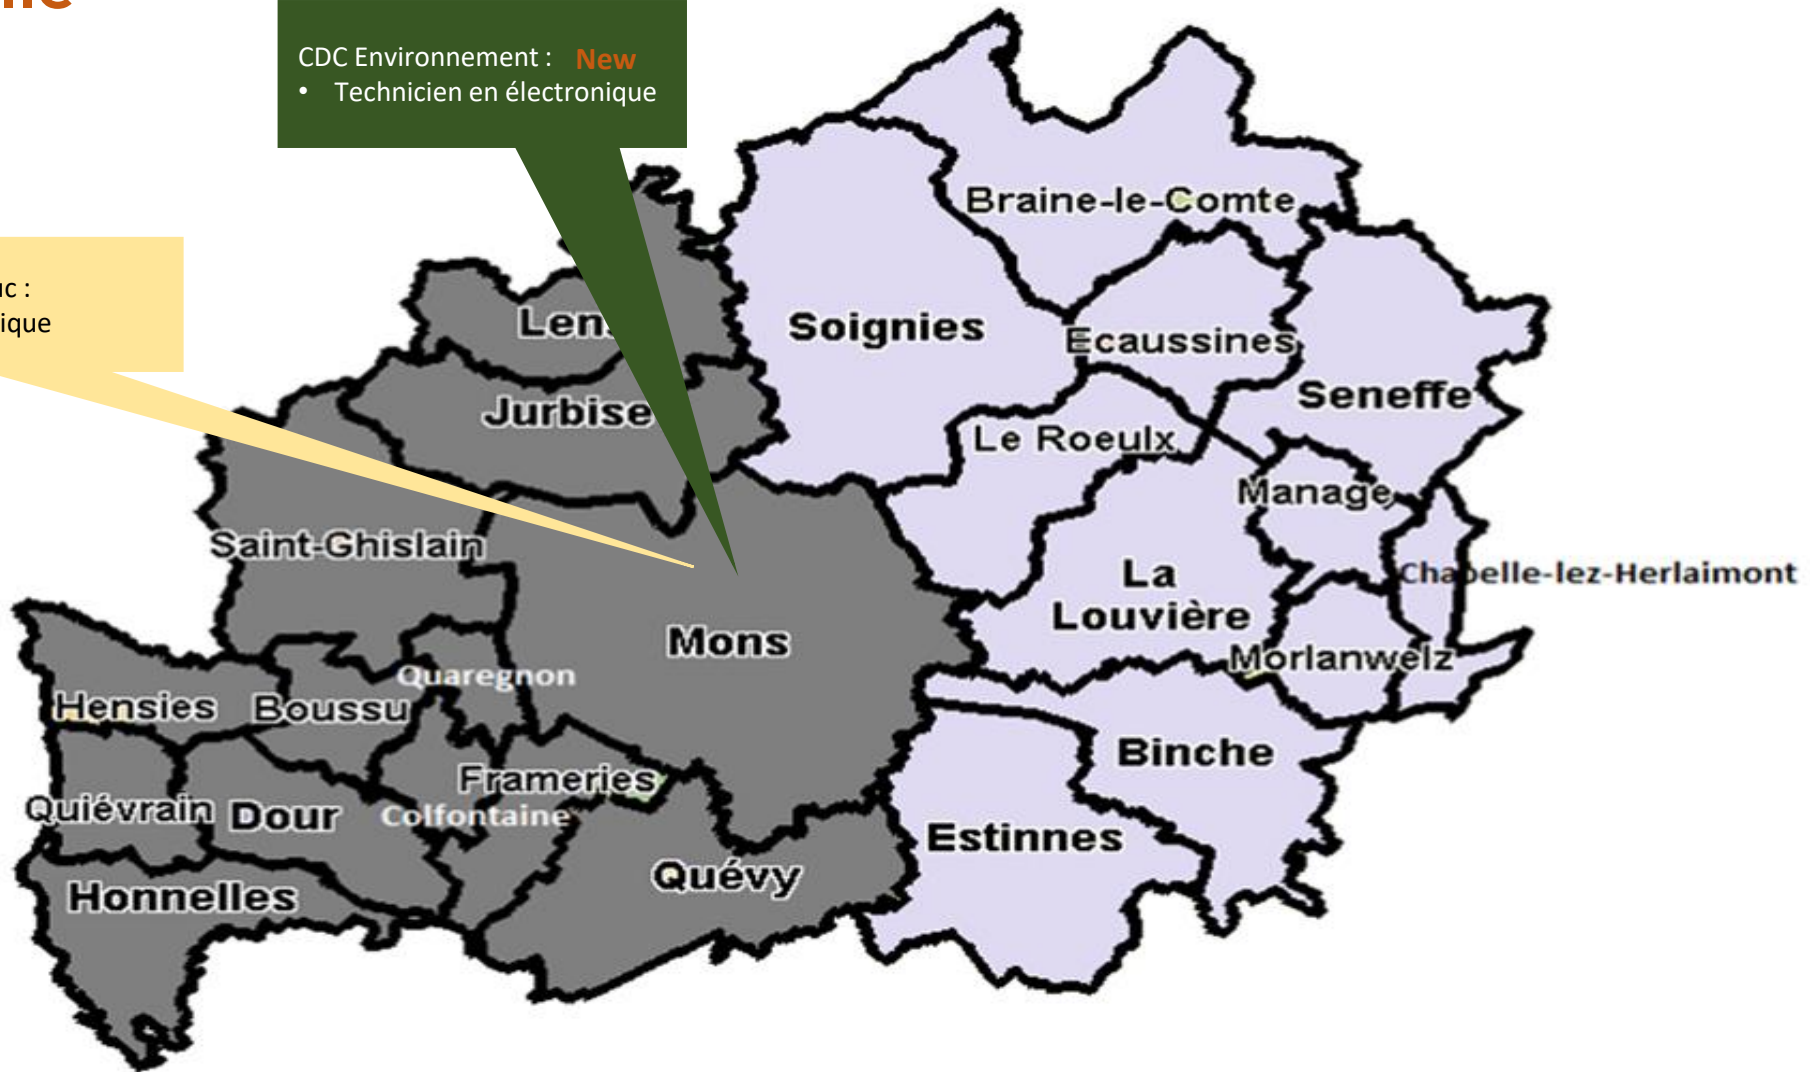 CDC Environnement : New
• Technicien en électronique
Braine-le-Comte
Soignies
Ecaussines
Seneffe
Jurbise
Le Roeulx
Manage
Saint-Ghislain
La
Louvière
Chapelle-lez-Herlaimont
Mons
Morlanwelz
Quaregnon
Hensies
Boussu
Binche
Frameries
Quiévrain
Dour
Colfontaine
Estinnes
Quévy
Honnelles